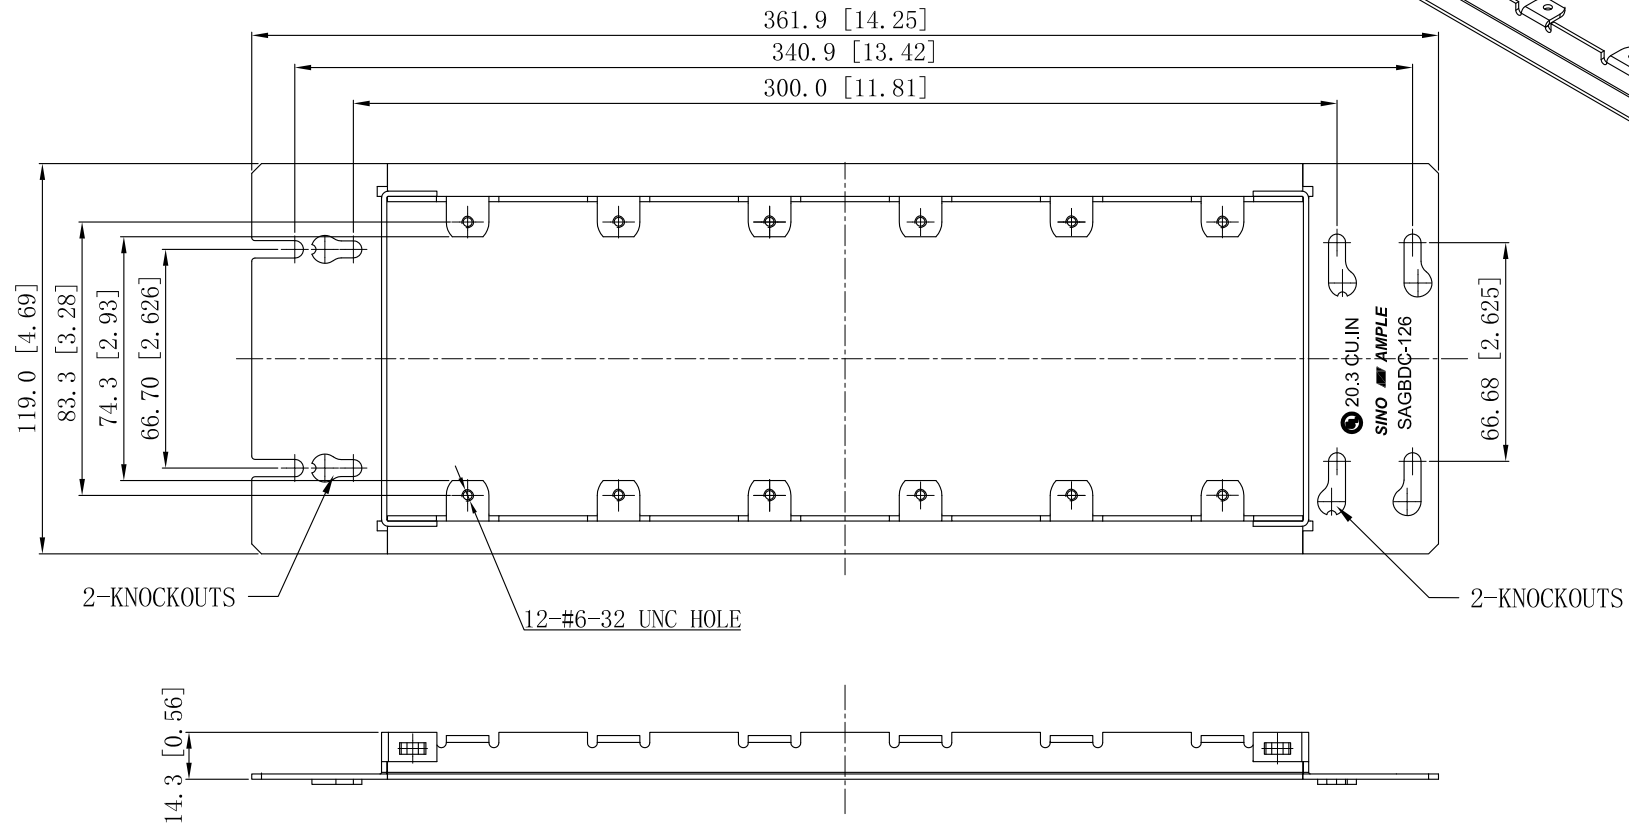 361.9 [14.25]
340.9 [13.42]
300.0 [11.81]
119.0 [4.69]
83.3 [3.28]
74.3 [2.93]
66.70 [2.626]
20.3 CU.IN
SINO AMPLE
SAGBDC-126
66.68 [2.625]
2-KNOCKOUTS
12-#6-32 UNC HOLE
2-KNOCKOUTS
14.3 [0.56]